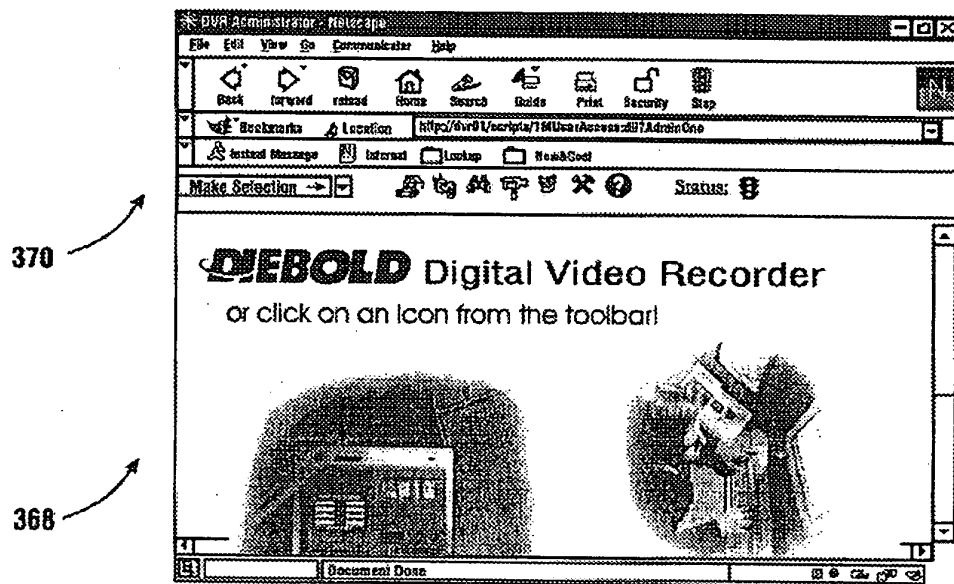 DVR Administrator - Netscape
File Edit View Go Communicator Help
Back forward reload Home Search Guide Print Security Stop
Bookmarks Location
Instant Message Internet Lookup New&Cool
Make Selection Status:
370
DIEBOLD Digital Video Recorder
or click on an Icon from the toolbar!
368
Document Done